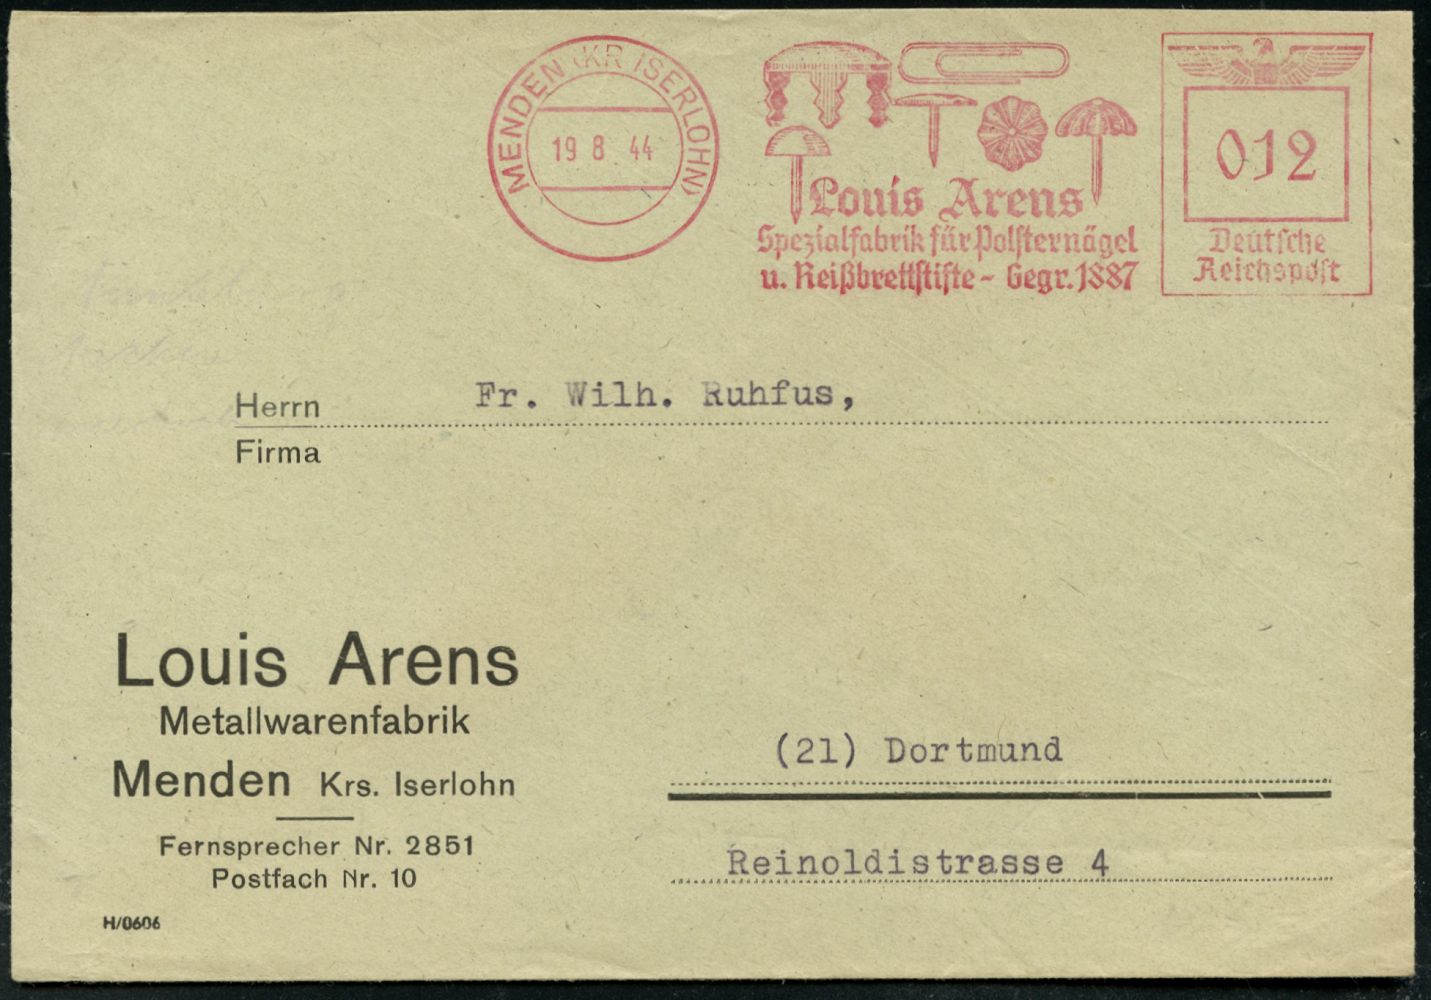 MENDEN (KR ISERLOHN)
19 8 44
Louis Arens
Spezialfabrik für Polsternägel
u. Reißbrettstifte - Gegr. 1887
012
Deutsche
Reichspost
Herrn Fr. Wilh. Ruhfus,
Firma
Louis Arens
Metallwarenfabrik
Menden Krs. Iserlohn
Fernsprecher Nr. 2851
Postfach Nr. 10
H/0606
(21) Dortmund
Reinoldistrasse 4